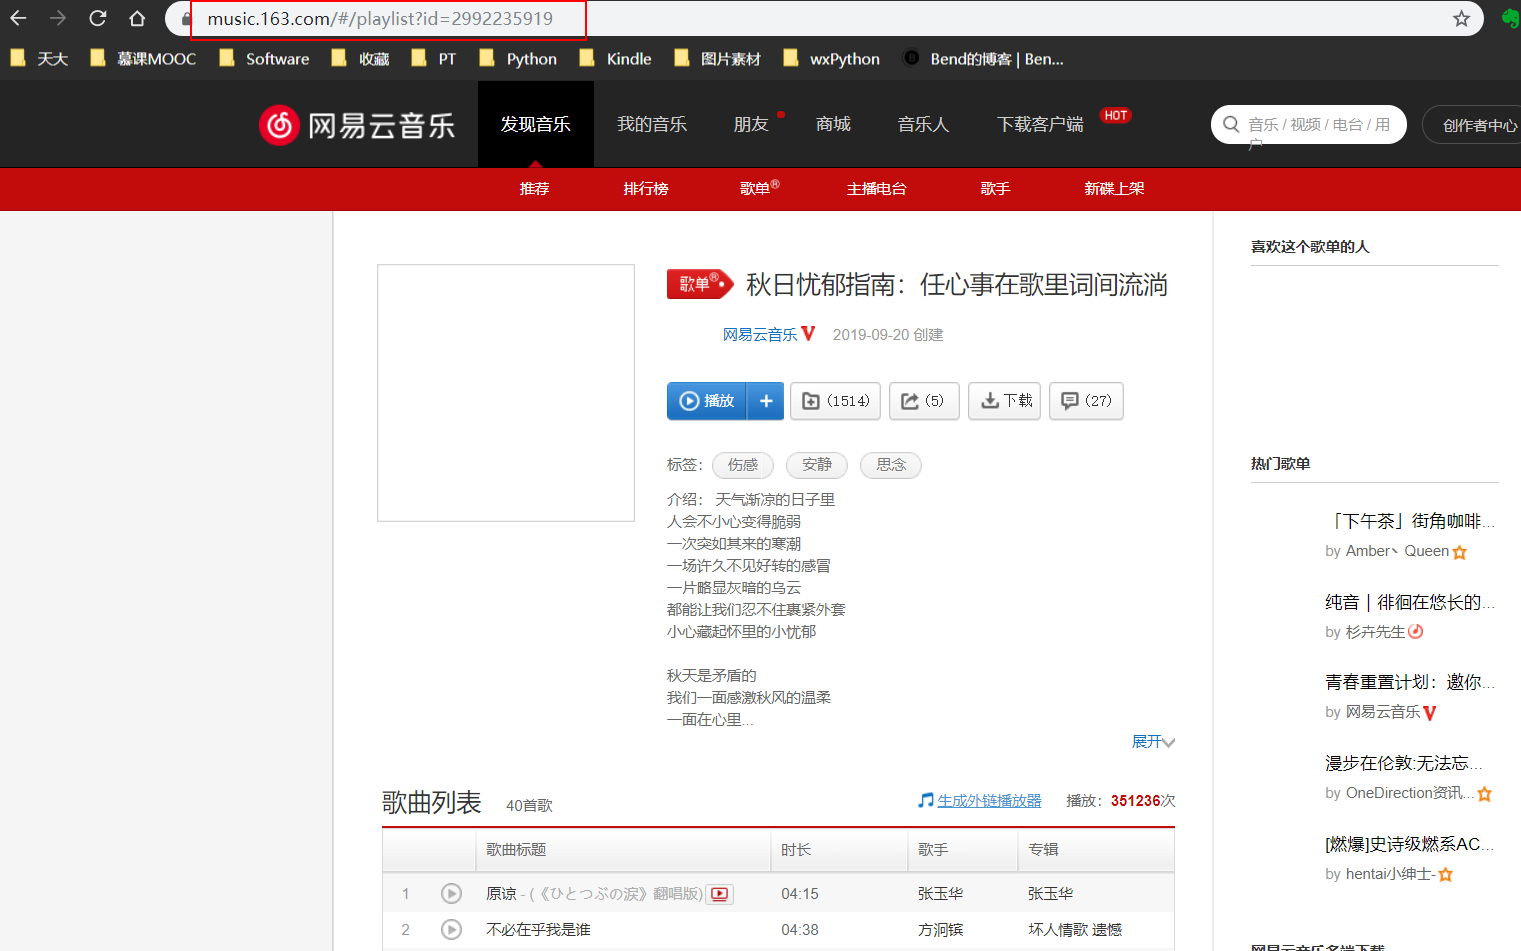 music.163.com/#/playlist?id=2992235919
天大 慕课MOOC Software 收藏 PT Python Kindle 图片素材 wxPython Bend的博客 | Ben...
网易云音乐 发现音乐 我的音乐 朋友 商城 音乐人 下载客户端 HOT 音乐 / 视频 / 电台 / 用户 创作者中心
推荐 排行榜 歌单® 主播电台 歌手 新碟上架
歌单® 秋日忧郁指南：任心事在歌里词间流淌
网易云音乐 V 2019-09-20 创建
播放 + (1514) (5) 下载 (27)
标签： 伤感 安静 思念
介绍： 天气渐凉的日子里
人会不小心变得脆弱
一次突如其来的寒潮
一场许久不见好转的感冒
一片略显灰暗的乌云
都能让我们忍不住裹紧外套
小心藏起怀里的小忧郁
秋天是矛盾的
我们一面感激秋风的温柔
一面在心里...
展开
歌曲列表 40首歌 生成外链播放器 播放：351236次
歌曲标题 时长 歌手 专辑
1 原谅 - (《ひとつぶの涙》翻唱版) 04:15 张玉华 张玉华
2 不必在乎我是谁 04:38 方泂镔 坏人情歌 遗憾
喜欢这个歌单的人
热门歌单
「下午茶」街角咖啡...
by Amber丶 Queen
纯音｜徘徊在悠长的...
by 杉卉先生
青春重置计划：邀你...
by 网易云音乐 V
漫步在伦敦:无法忘...
by OneDirection资讯...
[燃爆]史诗级燃系AC...
by hentai小绅士-
网易云音乐多端下载